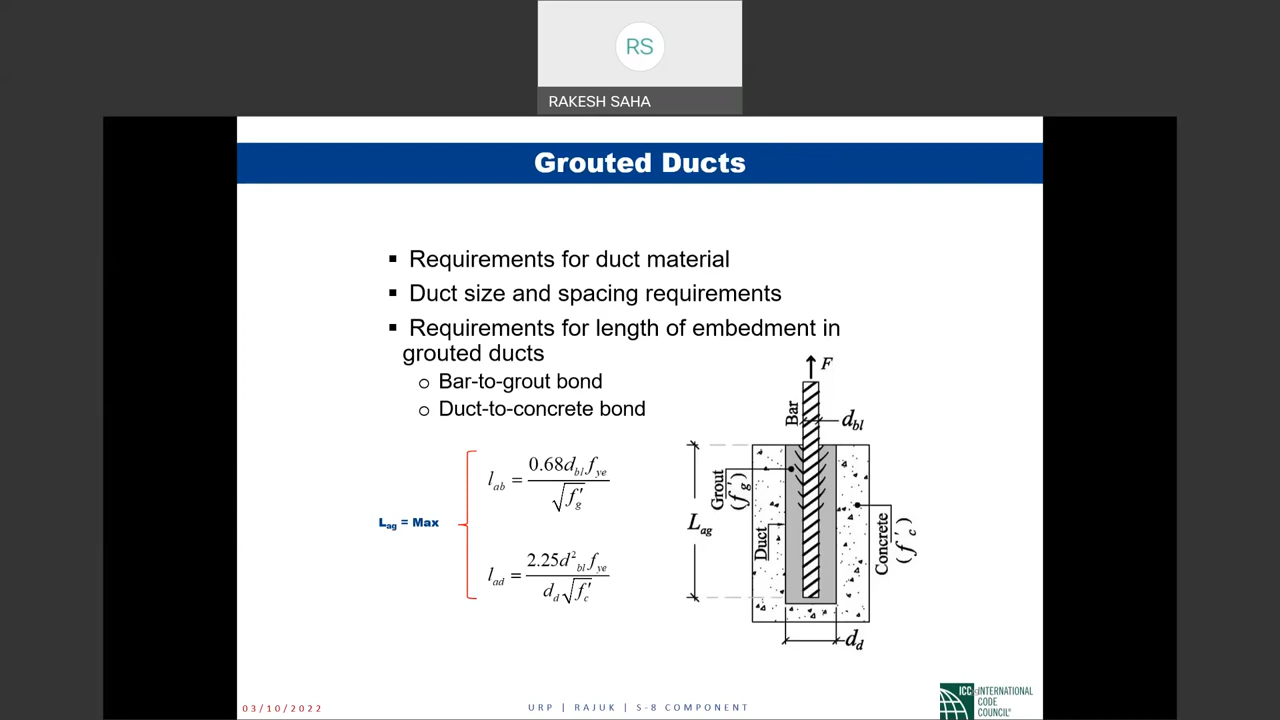 RS
RAKESH SAHA
Grouted Ducts
▪ Requirements for duct material
▪ Duct size and spacing requirements
▪ Requirements for length of embedment in
grouted ducts
o Bar-to-grout bond
o Duct-to-concrete bond
L_ag = Max
l_ab = 0.68d_bl f_ye / √f′_g
l_ad = 2.25d²_bl f_ye / d_d √f′_c
F
Bar
d_bl
Grout
(f′_g)
L_ag
Duct
Concrete
(f′_c)
d_d
03/10/2022
URP | RAJUK | S-8 COMPONENT
ICC INTERNATIONAL
CODE
COUNCIL®